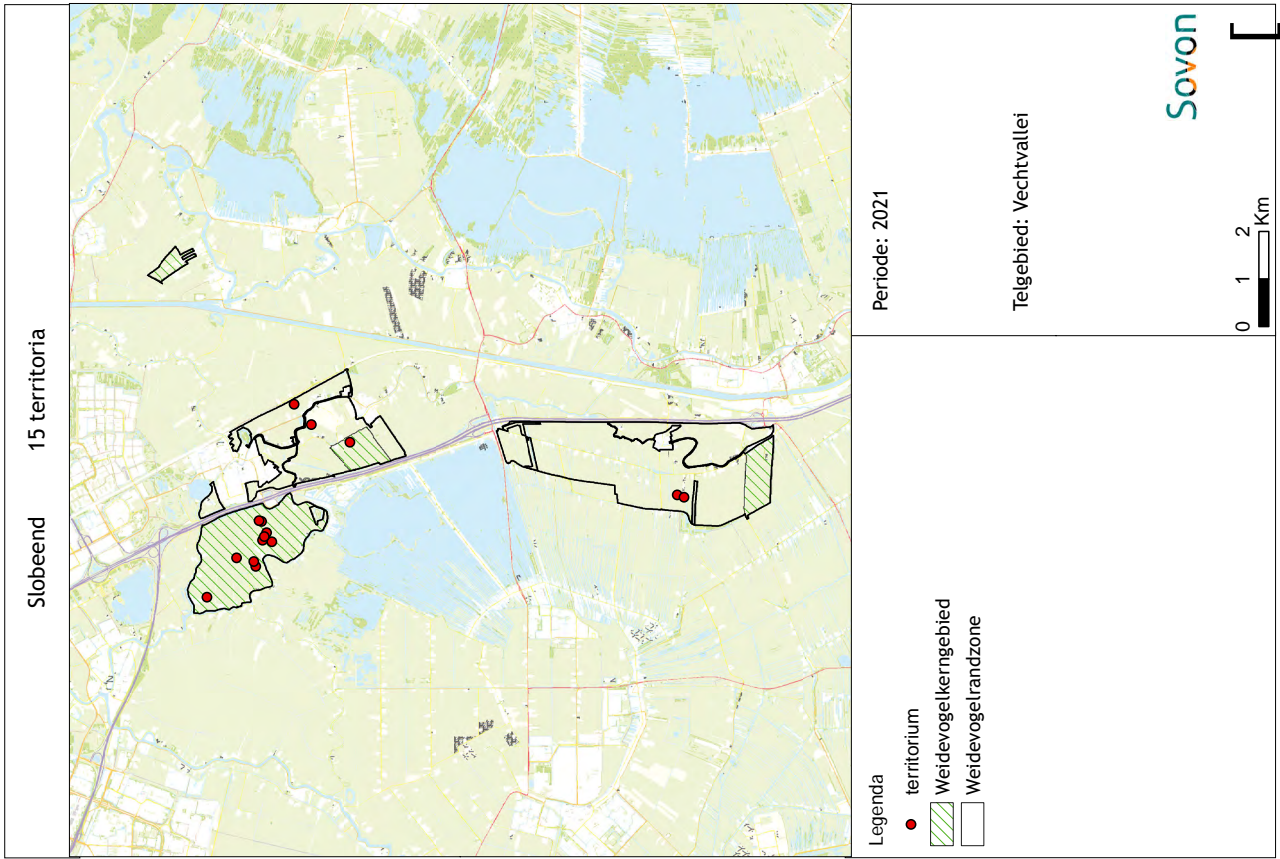 Slobeend 15 territoria
Legenda
territorium
Weidevogelkerngebied
Weidevogelrandzone
Periode: 2021
Telgebied: Vechtvallei
0 1 2 Km
Sovon